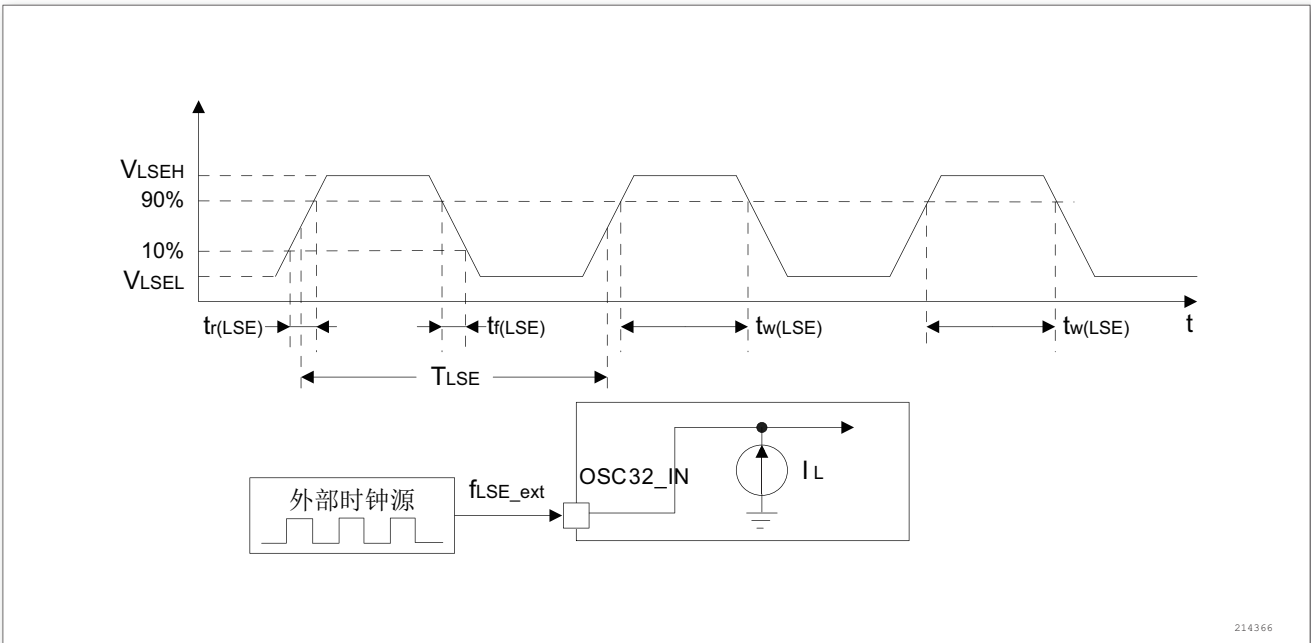 VLSEH
90%
10%
VLSEL
tr(LSE)
tf(LSE)
tw(LSE)
tw(LSE)
t
TLSE
OSC32_IN
IL
fLSE_ext
外部时钟源
214366